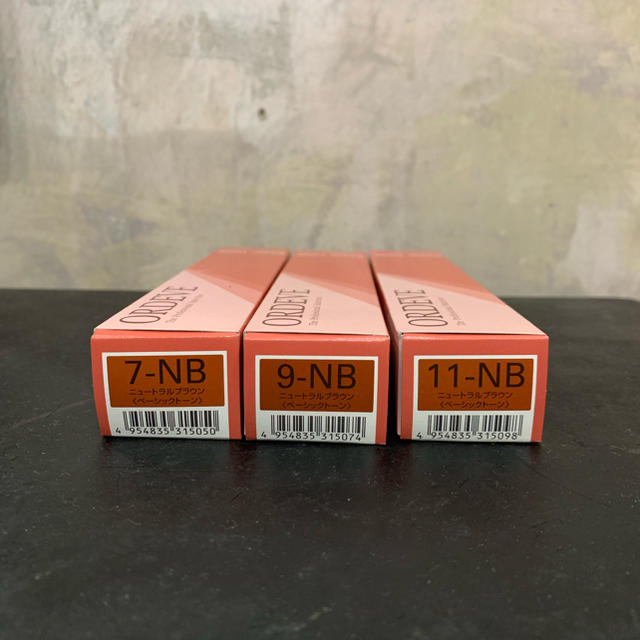 ORDEVE
7-NB
ニュートラルブラウン
〈ベーシックトーン〉
4 954835 315050
ORDEVE
9-NB
ニュートラルブラウン
〈ベーシックトーン〉
4 954835 315074
ORDEVE
11-NB
ニュートラルブラウン
〈ベーシックトーン〉
4 954835 315098